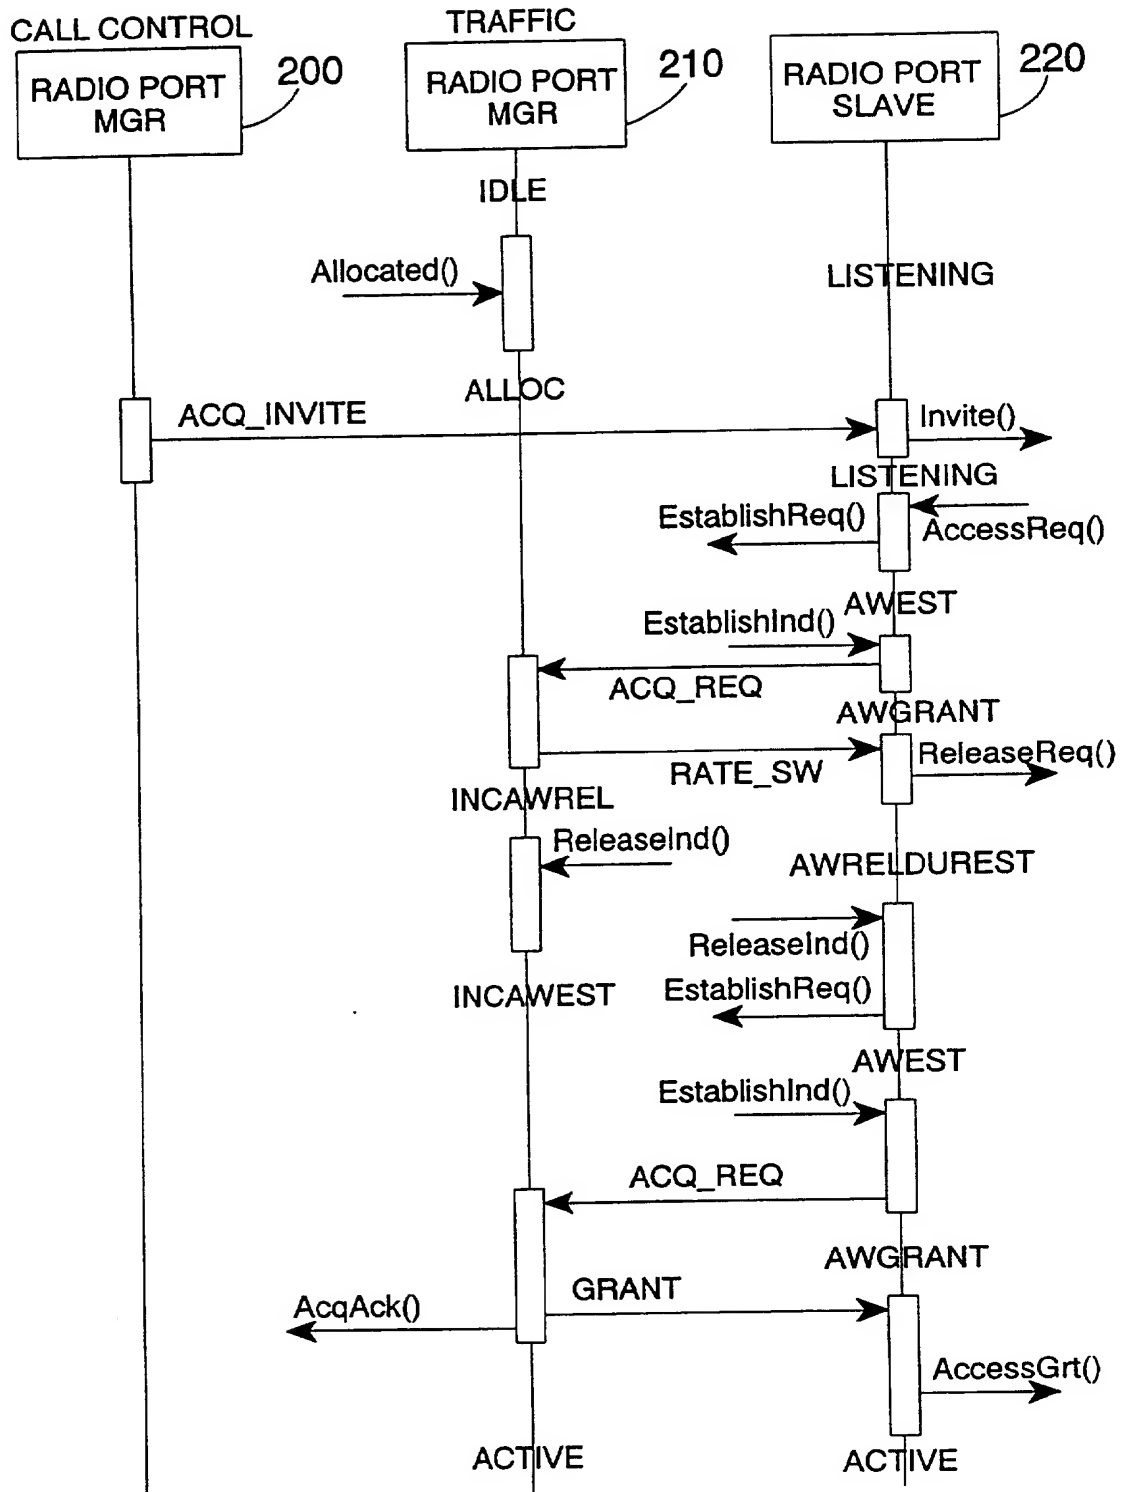 CALL CONTROL
TRAFFIC
RADIO PORT
MGR
200
RADIO PORT
MGR
210
RADIO PORT
SLAVE
220
IDLE
Allocated()
LISTENING
ALLOC
ACQ_INVITE
Invite()
LISTENING
EstablishReq()
AccessReq()
AWEST
EstablishInd()
ACQ_REQ
AWGRANT
RATE_SW
ReleaseReq()
INCAWREL
ReleaseInd()
AWRELDUREST
ReleaseInd()
EstablishReq()
INCAWEST
AWEST
EstablishInd()
ACQ_REQ
AWGRANT
GRANT
AcqAck()
AccessGrt()
ACTIVE
ACTIVE